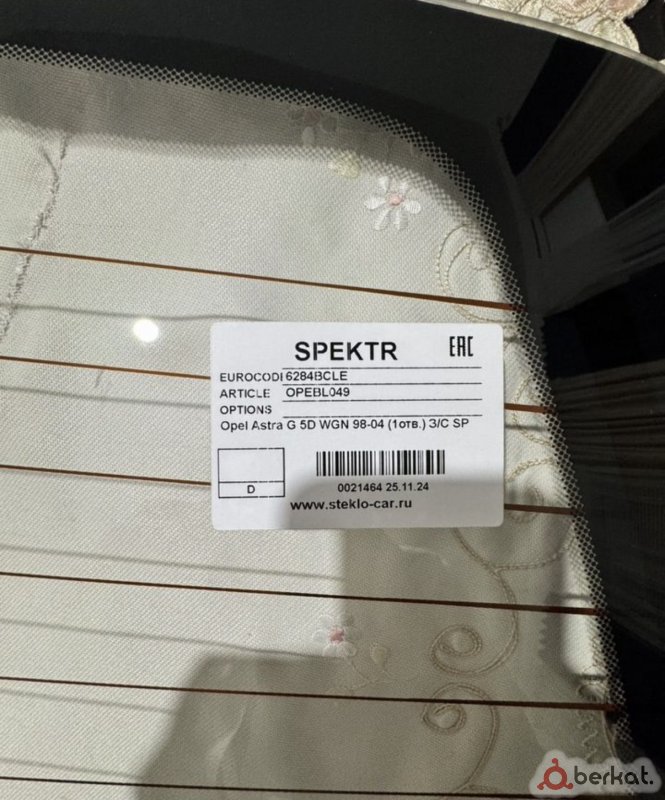 SPEKTR EAC
EUROCODI 6284BCLE
ARTICLE OPEBL049
OPTIONS
Opel Astra G 5D WGN 98-04 (1отв.) З/С SP
D
0021464 25.11.24
www.steklo-car.ru
berkat.